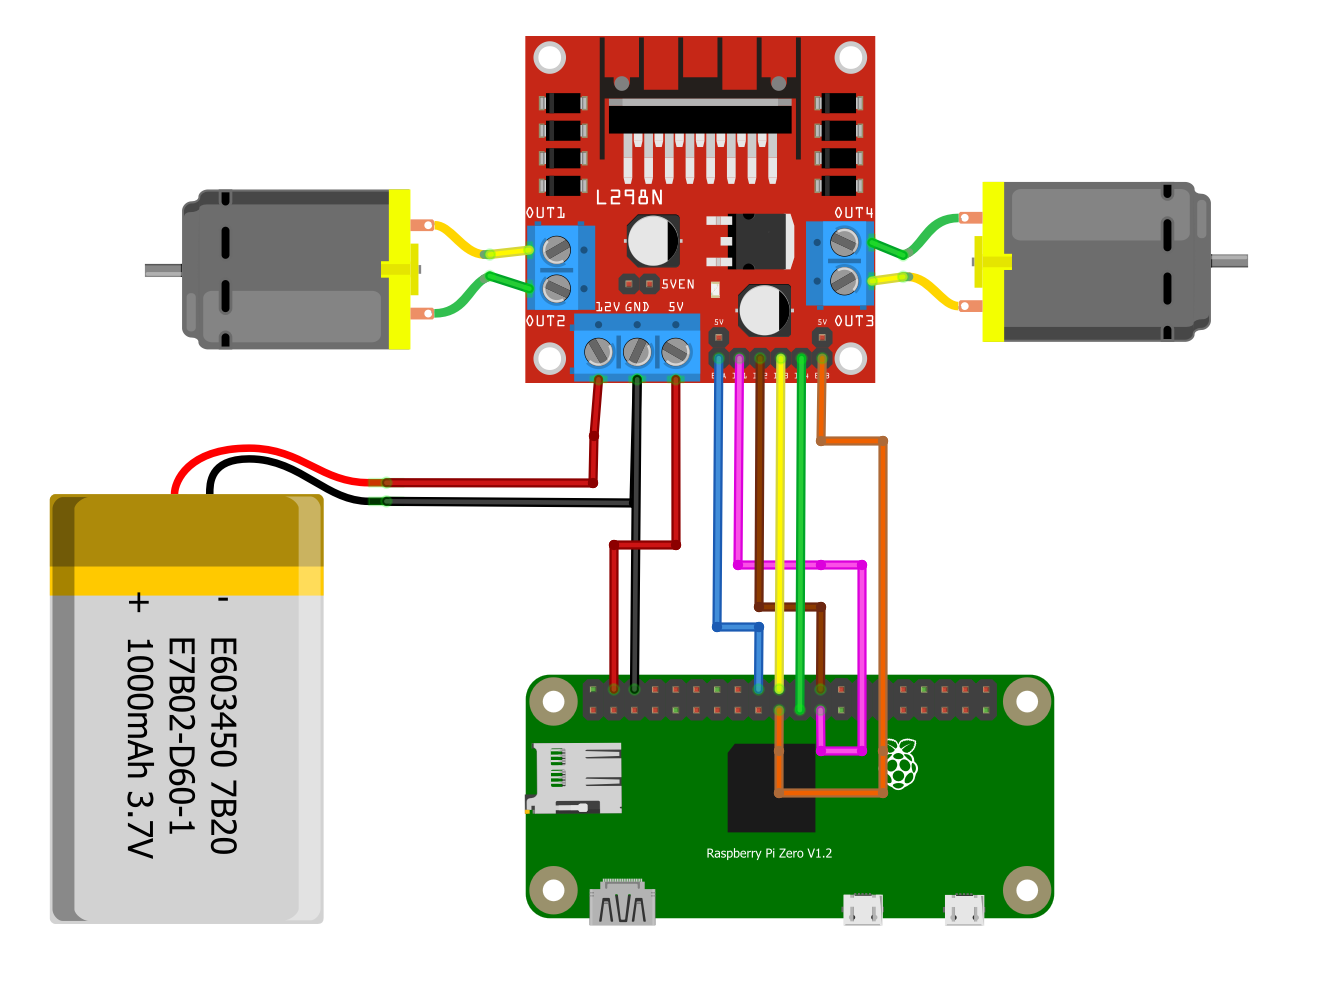 L298N
OUT1
OUT4
5VEN
12V GND 5V
OUT2
OUT3
5V
5V
+ -
E603450 7B20
E7B02-D60-1
1000mAh 3.7V
Raspberry Pi Zero V1.2